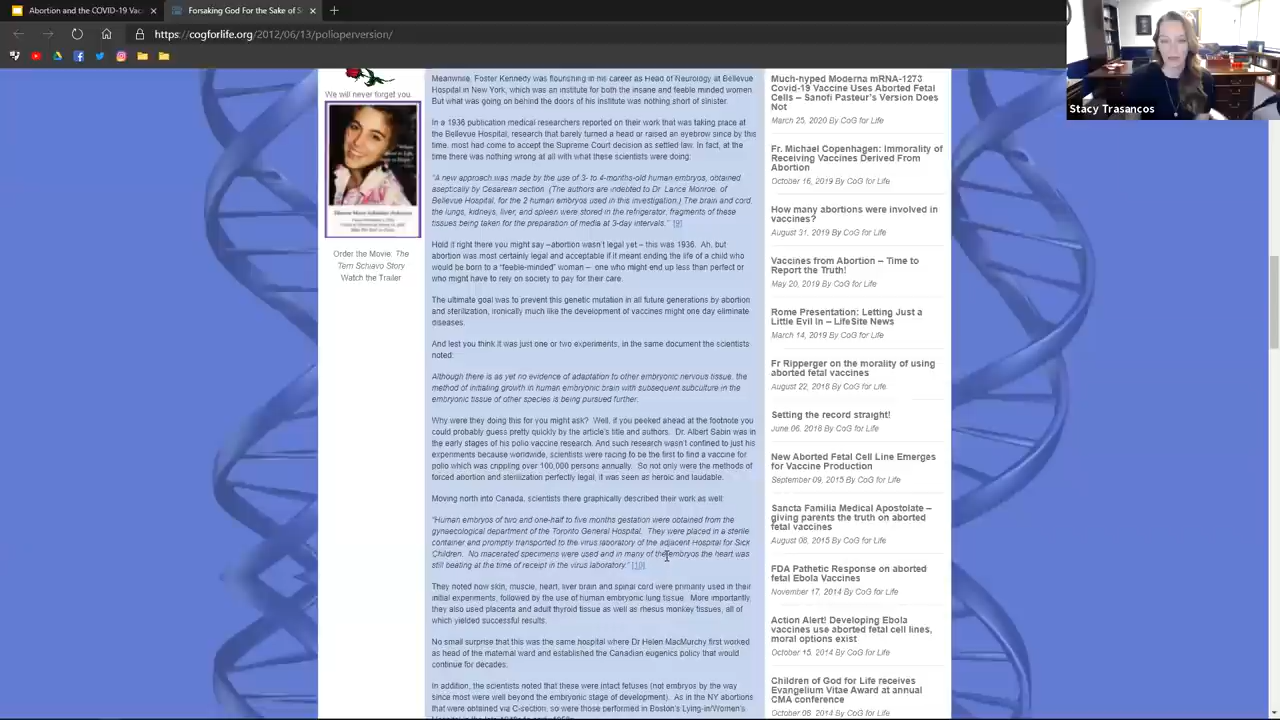 Abortion and the COVID-19 Vac
Forsaking God For the Sake of S
https://cogforlife.org/2012/06/13/polioperversion/
Stacy Trasancos
We will never forget you.
Order the Movie: The
Terri Schiavo Story
Watch the Trailer
Meanwhile, Foster Kennedy was flourishing in his career as Head of Neurology at Bellevue
Hospital in New York, which was an institute for both the insane and feeble minded women.
But what was going on behind the doors of his institute was nothing short of sinister.
In a 1936 publication medical researchers reported on their work that was taking place at
the Bellevue Hospital, research that barely turned a head or raised an eyebrow since by this
time, most had come to accept the Supreme Court decision as settled law. In fact, at the
time there was nothing wrong at all with what these scientists were doing:
"A new approach was made by the use of 3- to 4-months-old human embryos, obtained
aseptically by Cesarean section. (The authors are indebted to Dr. Lance Monroe, of
Bellevue Hospital, for the 2 human embryos used in this investigation.) The brain and cord,
the lungs, kidneys, liver, and spleen were stored in the refrigerator, fragments of these
tissues being taken for the preparation of media at 3-day intervals." [9]
Hold it right there you might say –abortion wasn't legal yet – this was 1936. Ah, but
abortion was most certainly legal and acceptable if it meant ending the life of a child who
would be born to a "feeble-minded" woman – one who might end up less than perfect or
who might have to rely on society to pay for their care.
The ultimate goal was to prevent this genetic mutation in all future generations by abortion
and sterilization, ironically much like the development of vaccines might one day eliminate
diseases.
And lest you think it was just one or two experiments, in the same document the scientists
noted:
Although there is as yet no evidence of adaptation to other embryonic nervous tissue, the
method of initiating growth in human embryonic brain with subsequent subculture in the
embryonic tissue of other species is being pursued further.
Why were they doing this for you might ask? Well, if you peeked ahead at the footnote you
could probably guess pretty quickly by the article's title and authors. Dr. Albert Sabin was in
the early stages of his polio vaccine research. And such research wasn't confined to just his
experiments because worldwide, scientists were racing to be the first to find a vaccine for
polio which was crippling over 100,000 persons annually. So not only were the methods of
forced abortion and sterilization perfectly legal, it was seen as heroic and laudable.
Moving north into Canada, scientists there graphically described their work as well:
"Human embryos of two and one-half to five months gestation were obtained from the
gynaecological department of the Toronto General Hospital. They were placed in a sterile
container and promptly transported to the virus laboratory of the adjacent Hospital for Sick
Children. No macerated specimens were used and in many of the embryos the heart was
still beating at the time of receipt in the virus laboratory." [10]
They noted how skin, muscle, heart, liver brain and spinal cord were primarily used in their
initial experiments, followed by the use of human embryonic lung tissue. More importantly,
they also used placenta and adult thyroid tissue as well as rhesus monkey tissues, all of
which yielded successful results.
No small surprise that this was the same hospital where Dr Helen MacMurchy first worked
as head of the maternal ward and established the Canadian eugenics policy that would
continue for decades.
In addition, the scientists noted that these were intact fetuses (not embryos by the way
since most were well beyond the embryonic stage of development). As in the NY abortions
that were obtained via C-section, so were those performed in Boston's Lying-in/Women's
Much-hyped Moderna mRNA-1273
Covid-19 Vaccine Uses Aborted Fetal
Cells – Sanofi Pasteur's Version Does
Not
March 25, 2020 By CoG for Life
Fr. Michael Copenhagen: Immorality of
Receiving Vaccines Derived From
Abortion
October 16, 2019 By CoG for Life
How many abortions were involved in
vaccines?
August 31, 2019 By CoG for Life
Vaccines from Abortion – Time to
Report the Truth!
May 20, 2019 By CoG for Life
Rome Presentation: Letting Just a
Little Evil In – LifeSite News
March 14, 2019 By CoG for Life
Fr Ripperger on the morality of using
aborted fetal vaccines
August 22, 2016 By CoG for Life
Setting the record straight!
June 06, 2016 By CoG for Life
New Aborted Fetal Cell Line Emerges
for Vaccine Production
September 09, 2015 By CoG for Life
Sancta Familia Medical Apostolate –
giving parents the truth on aborted
fetal vaccines
August 08, 2015 By CoG for Life
FDA Pathetic Response on aborted
fetal Ebola Vaccines
November 17, 2014 By CoG for Life
Action Alert! Developing Ebola
vaccines use aborted fetal cell lines,
moral options exist
October 15, 2014 By CoG for Life
Children of God for Life receives
Evangelium Vitae Award at annual
CMA conference
October 08, 2014 By CoG for Life